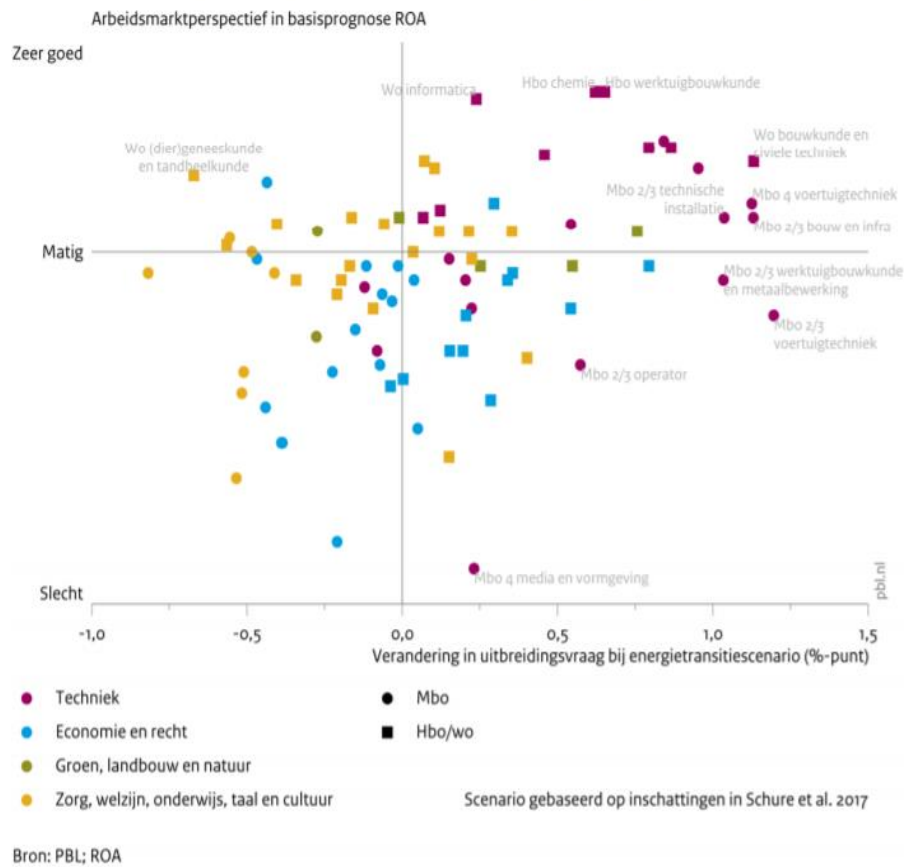 Arbeidsmarktperspectief in basisprognose ROA
Zeer goed
Wo informatica
Hbo chemie
Hbo werktuigbouwkunde
Wo (dier)geneeskunde
en tandheelkunde
Wo bouwkunde en
civiele techniek
Mbo 2/3 technische
installatie
Mbo 4 voertuigtechniek
Mbo 2/3 bouw en infra
Matig
Mbo 2/3 werktuigbouwkunde
en metaalbewerking
Mbo 2/3
voertuigtechniek
Mbo 2/3 operator
Mbo 4 media en vormgeving
pbl.nl
Slecht
-1,0 -0,5 0,0 0,5 1,0 1,5
Verandering in uitbreidingsvraag bij energietransitiescenario (%-punt)
Techniek
Mbo
Economie en recht
Hbo/wo
Groen, landbouw en natuur
Zorg, welzijn, onderwijs, taal en cultuur
Scenario gebaseerd op inschattingen in Schure et al. 2017
Bron: PBL; ROA